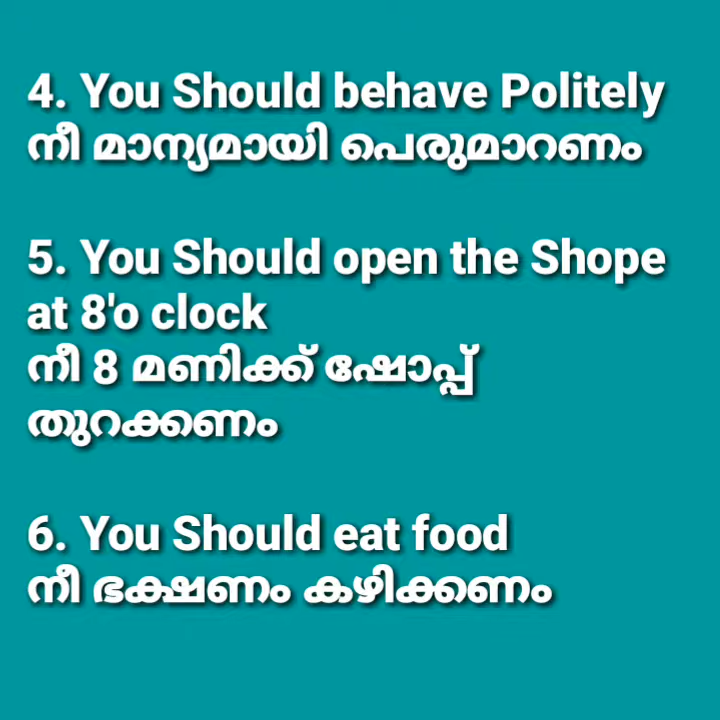 4. You Should behave Politely
നീ മാന്യമായി പെരുമാറണം
5. You Should open the Shope
at 8'o clock
നീ 8 മണിക്ക് ഷോപ്പ്
തുറക്കണം
6. You Should eat food
നീ ഭക്ഷണം കഴിക്കണം